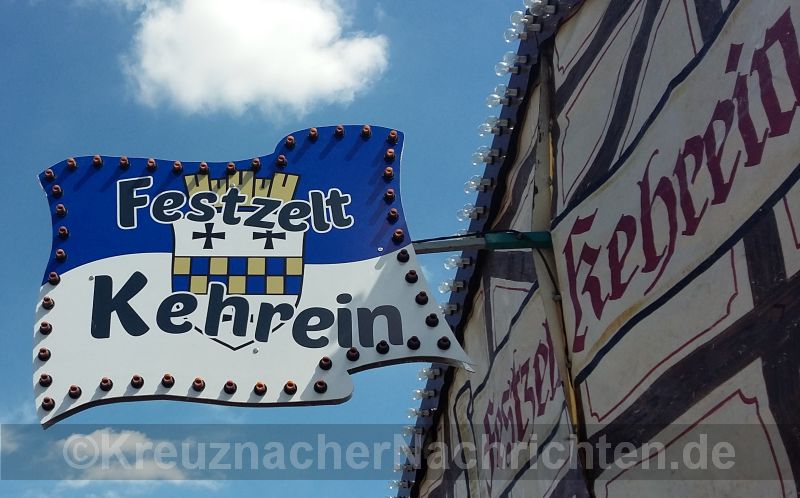 Festzelt
Kehrein
Kehrein
Festzelt
©KreuznacherNachrichten.de